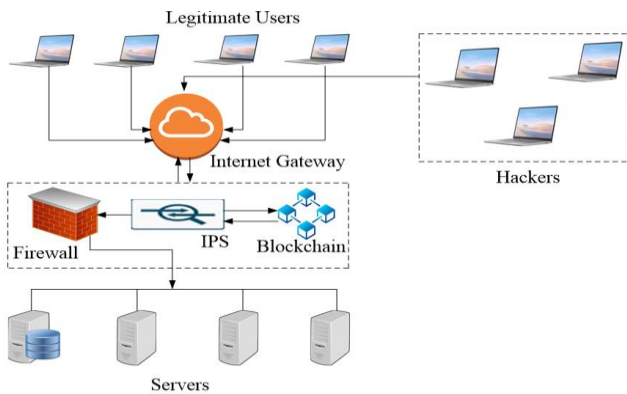 Legitimate Users
Internet Gateway
Hackers
Firewall
IPS
Blockchain
Servers